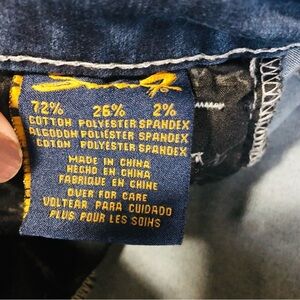 72% 26% 2%
COTTON POLYESTER SPANDEX
ALGODON POLIÉSTER SPANDEX
COTON POLYESTER SPANDEX
MADE IN CHINA
HECHO EN CHINA
FABRIQUE EN CHINE
OVER FOR CARE
VOLTEAR PARA CUIDADO
PLUS POUR LES SOINS